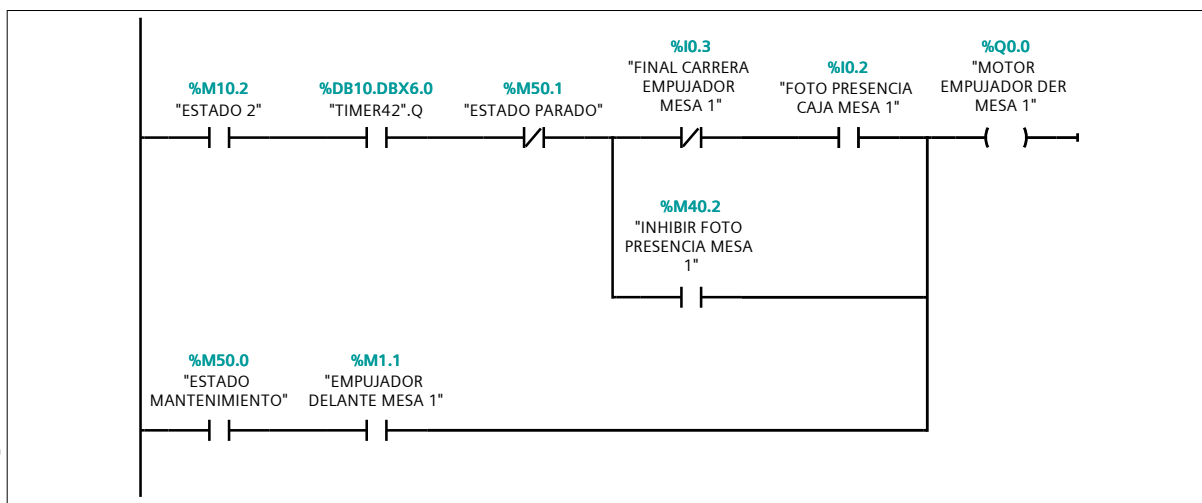 %M10.2
"ESTADO 2"
%DB10.DBX6.0
"TIMER42".Q
%M50.1
"ESTADO PARADO"
%I0.3
"FINAL CARRERA
EMPUJADOR
MESA 1"
%I0.2
"FOTO PRESENCIA
CAJA MESA 1"
%Q0.0
"MOTOR
EMPUJADOR DER
MESA 1"
%M40.2
"INHIBIR FOTO
PRESENCIA MESA
1"
%M50.0
"ESTADO
MANTENIMIENTO"
%M1.1
"EMPUJADOR
DELANTE MESA 1"